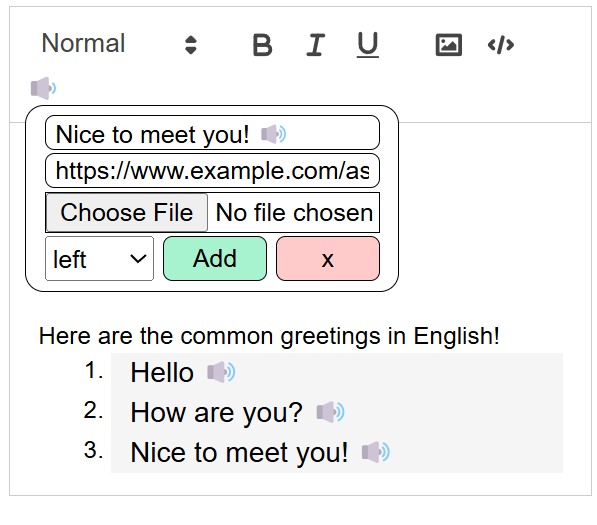 Normal B I U </>
Nice to meet you! 🔊
https://www.example.com/as
Choose File No file chosen
left Add x
Here are the common greetings in English!
1. Hello 🔊
2. How are you? 🔊
3. Nice to meet you! 🔊